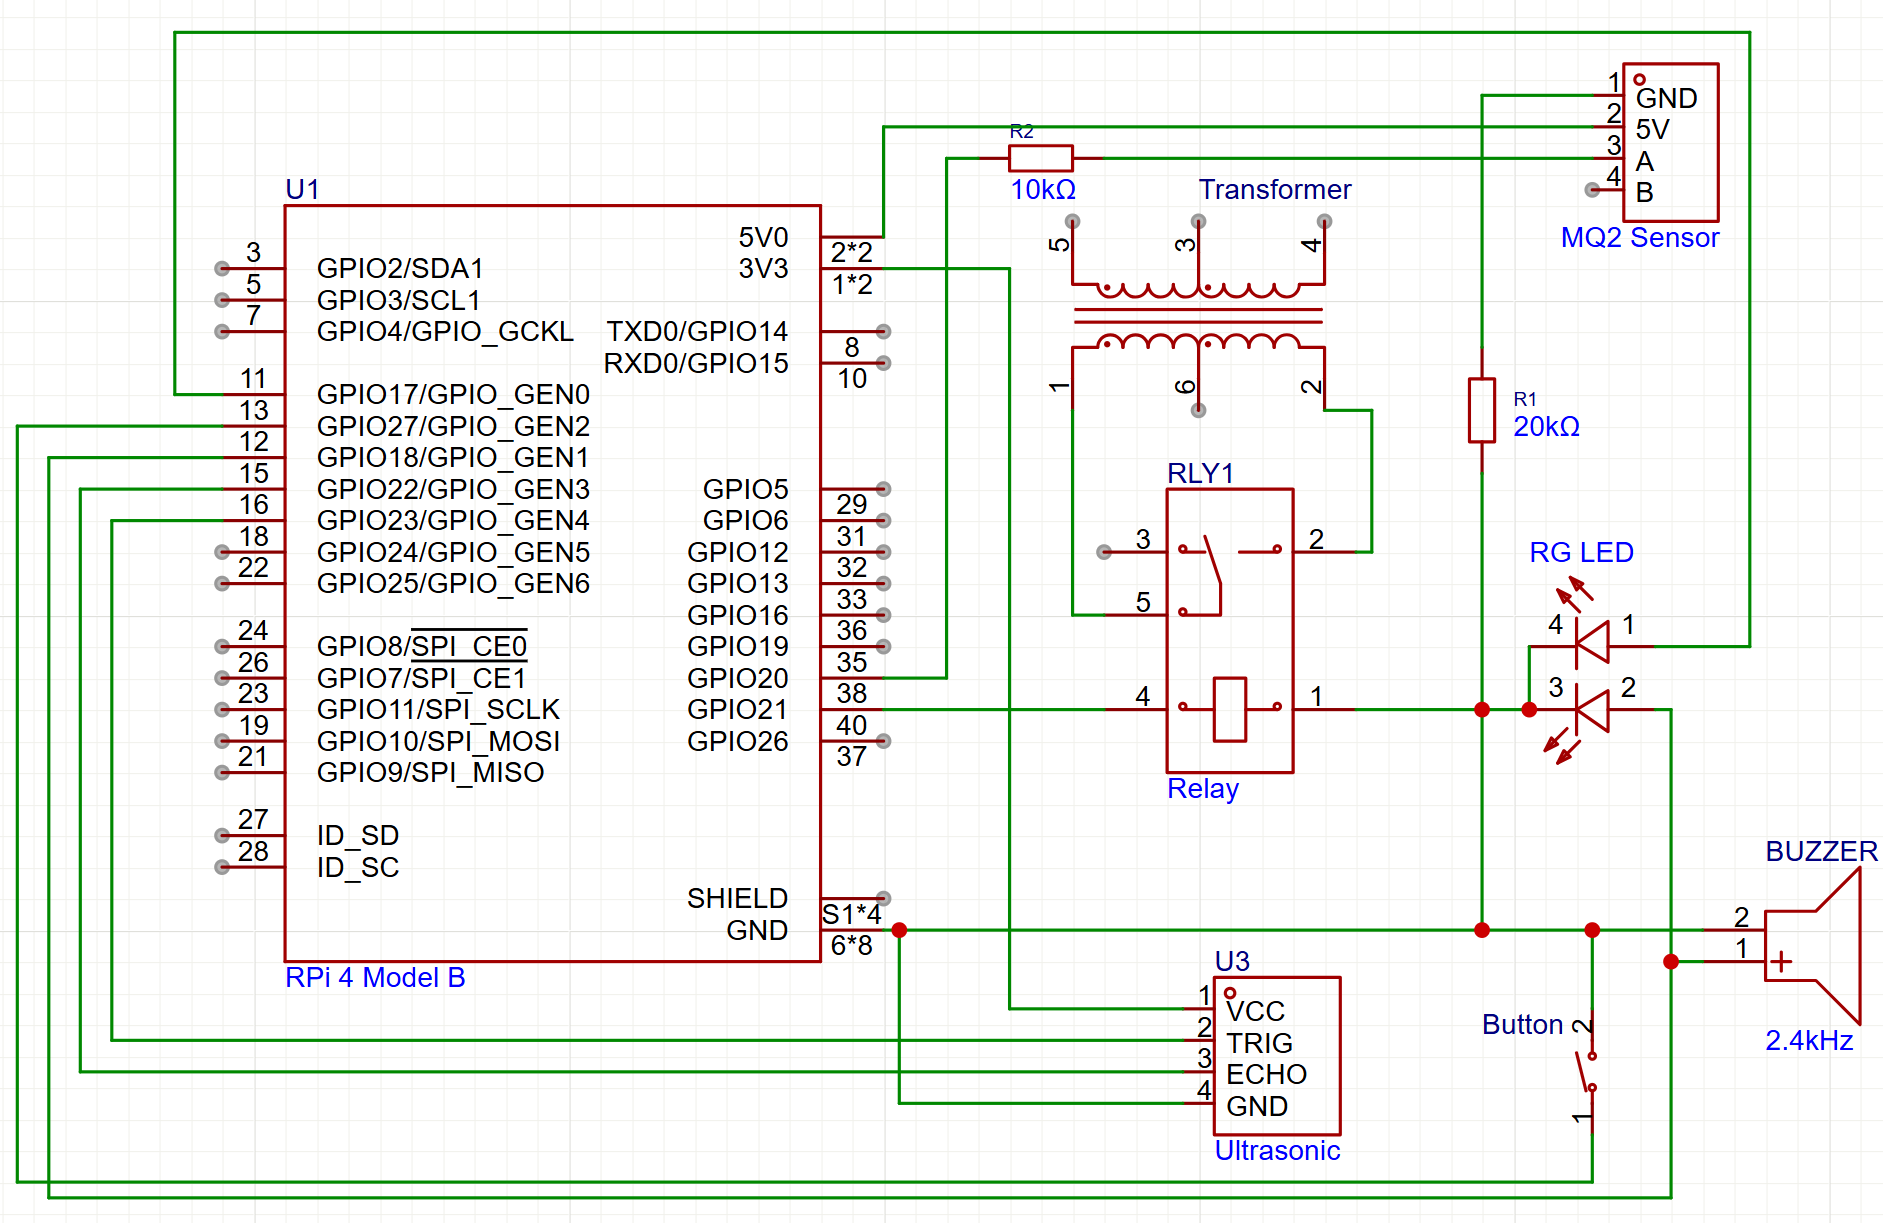 U1
5V0
2*2
3V3
1*2
3
GPIO2/SDA1
5
GPIO3/SCL1
7
GPIO4/GPIO_GCKL
TXD0/GPIO14
8
RXD0/GPIO15
10
11
GPIO17/GPIO_GEN0
13
GPIO27/GPIO_GEN2
12
GPIO18/GPIO_GEN1
15
GPIO22/GPIO_GEN3
16
GPIO23/GPIO_GEN4
18
GPIO24/GPIO_GEN5
22
GPIO25/GPIO_GEN6
GPIO5
29
GPIO6
31
GPIO12
32
GPIO13
33
GPIO16
36
GPIO19
35
GPIO20
38
GPIO21
40
GPIO26
37
24
GPIO8/SPI_CE0
26
GPIO7/SPI_CE1
23
GPIO11/SPI_SCLK
19
GPIO10/SPI_MOSI
21
GPIO9/SPI_MISO
27
ID_SD
28
ID_SC
SHIELD
S1*4
GND
6*8
RPi 4 Model B
R2
10kΩ
Transformer
5
3
4
1
6
2
1
GND
2
5V
3
A
4
B
MQ2 Sensor
R1
20kΩ
RLY1
3
2
5
4
1
Relay
RG LED
4
1
3
2
BUZZER
2
1
+
2.4kHz
Button
2
1
U3
1
VCC
2
TRIG
3
ECHO
4
GND
Ultrasonic